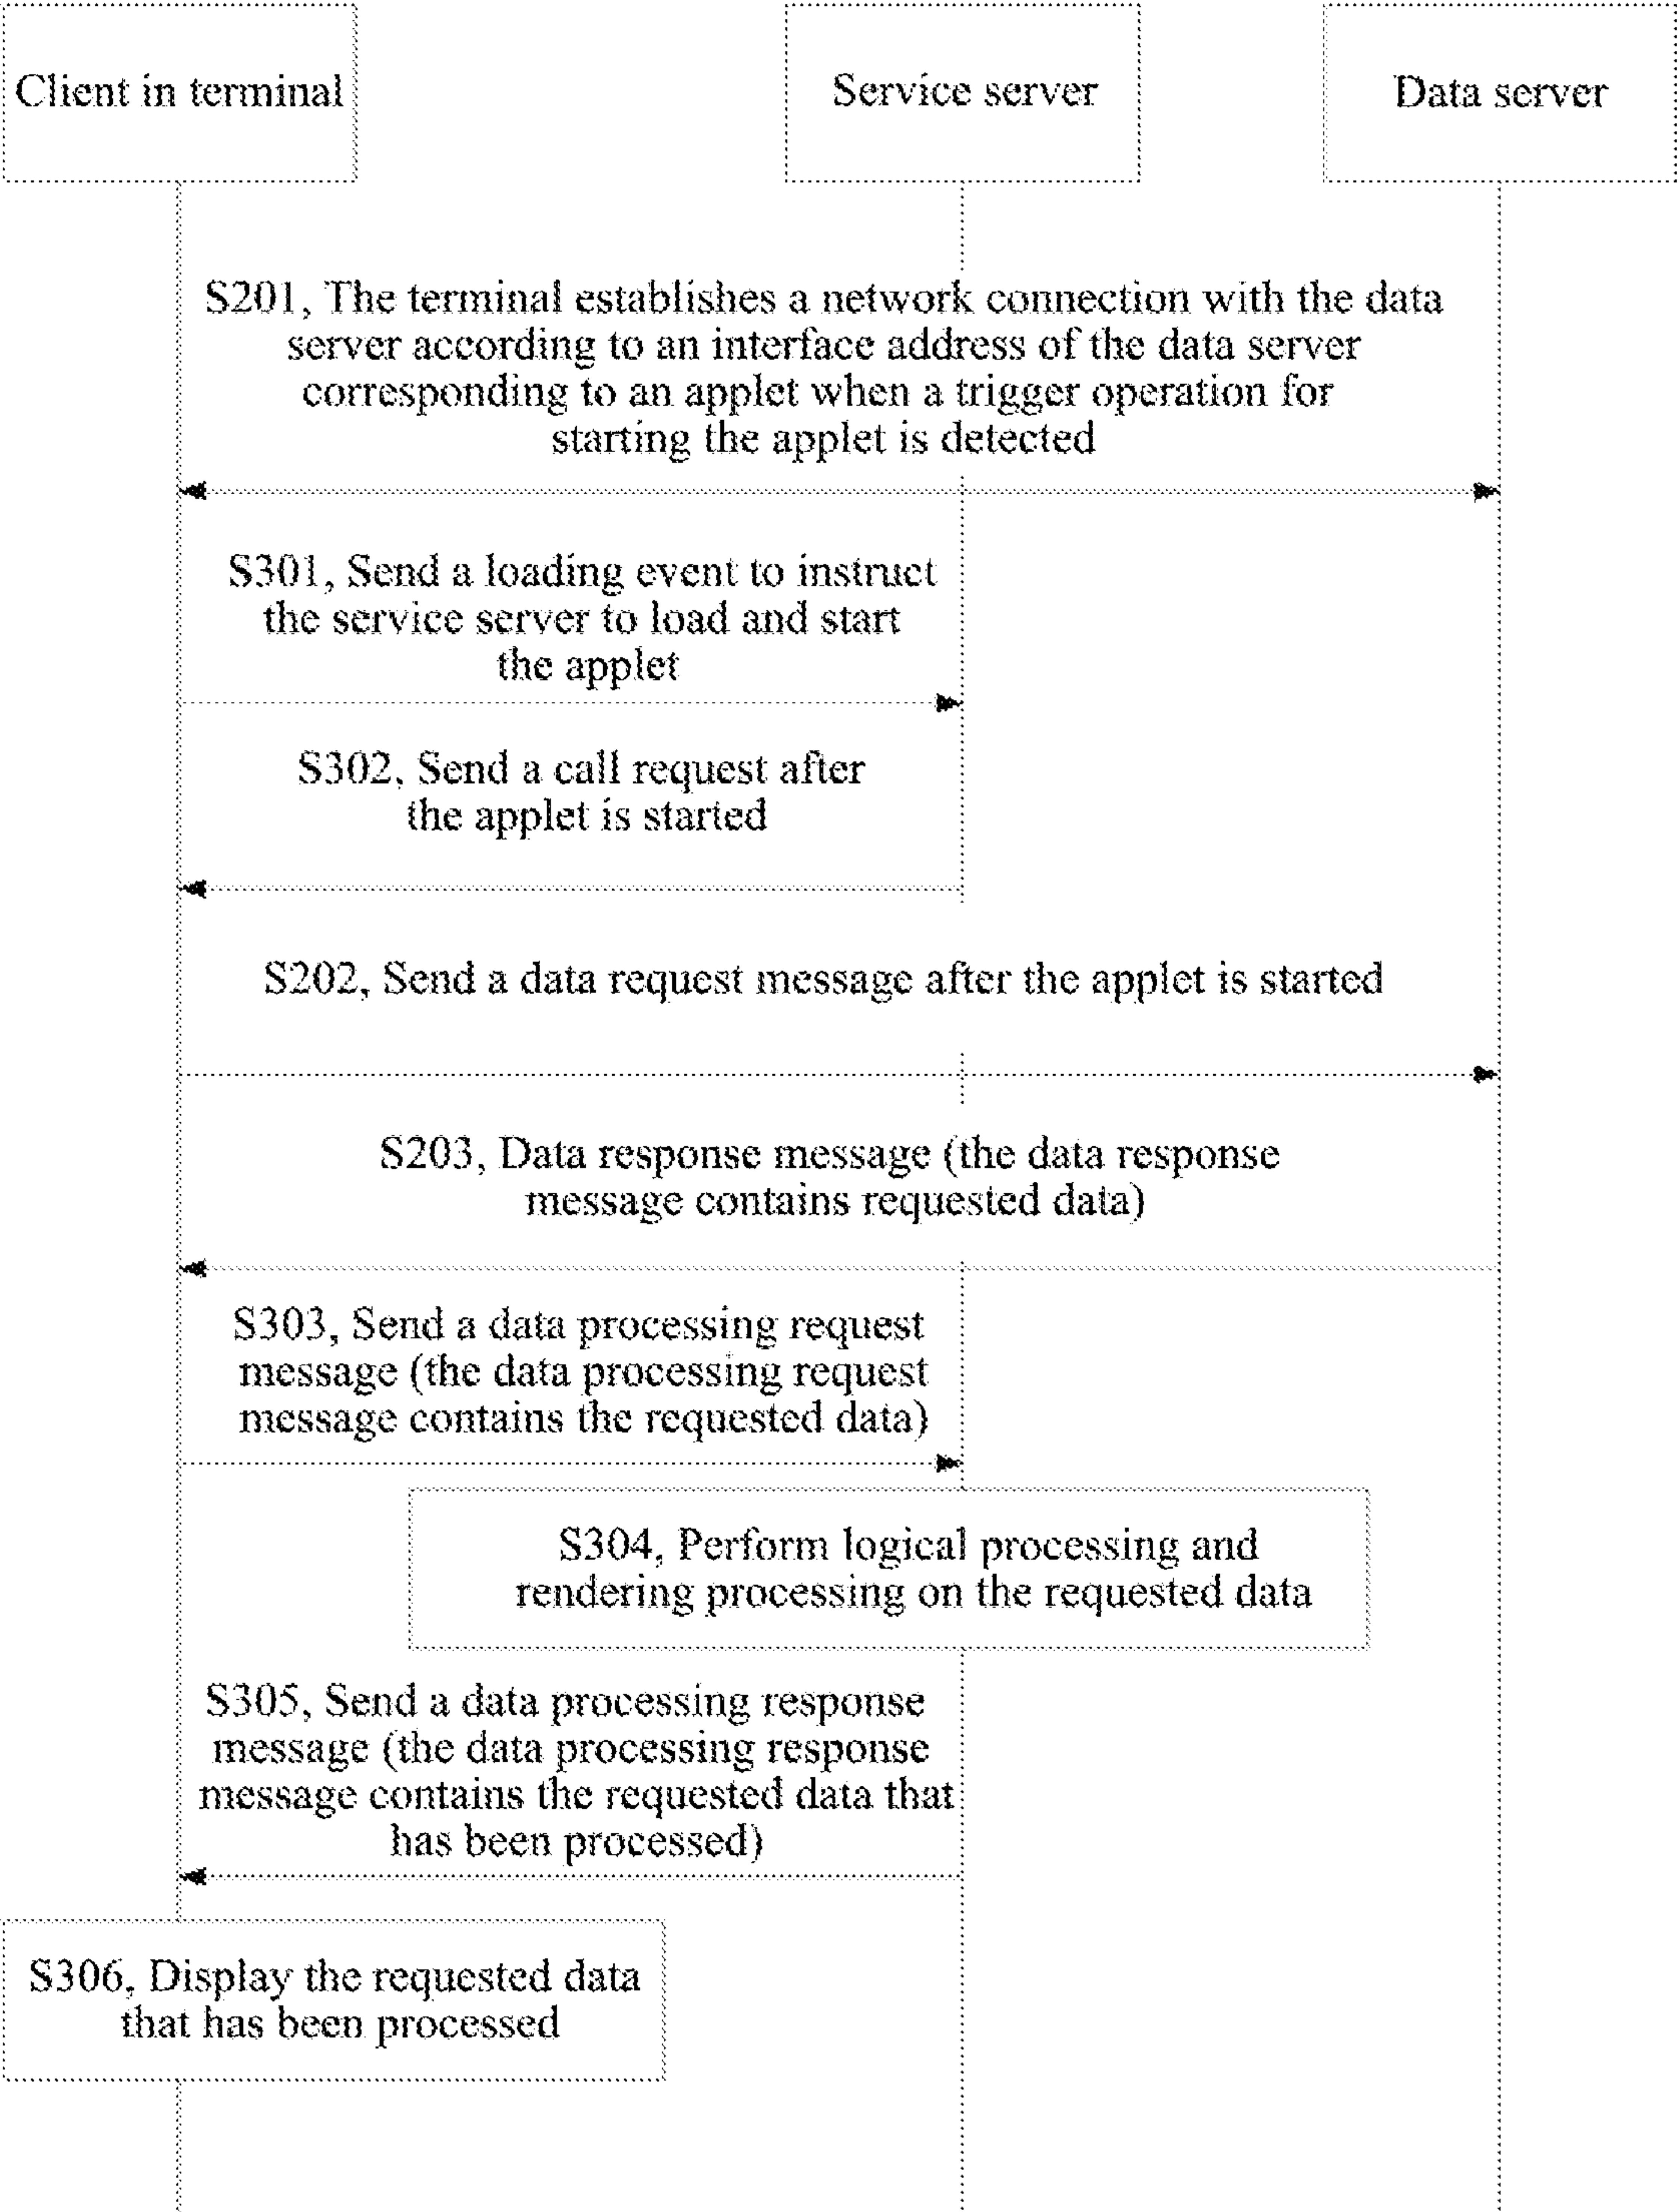 Client in terminal
Service server
Data server
S201, The terminal establishes a network connection with the data
server according to an interface address of the data server
corresponding to an applet when a trigger operation for
starting the applet is detected
S301, Send a loading event to instruct
the service server to load and start
the applet
S302, Send a call request after
the applet is started
S202, Send a data request message after the applet is started
S203, Data response message (the data response
message contains requested data)
S303, Send a data processing request
message (the data processing request
message contains the requested data)
S304, Perform logical processing and
rendering processing on the requested data
S305, Send a data processing response
message (the data processing response
message contains the requested data that
has been processed)
S306, Display the requested data
that has been processed